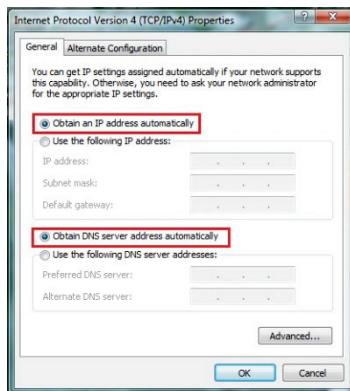 Internet Protocol Version 4 (TCP/IPv4) Properties
General
Alternate Configuration
You can get IP settings assigned automatically if your network supports
this capability. Otherwise, you need to ask your network administrator
for the appropriate IP settings.
Obtain an IP address automatically
Use the following IP address:
IP address:
Subnet mask:
Default gateway:
Obtain DNS server address automatically
Use the following DNS server addresses:
Preferred DNS server:
Alternate DNS server:
Advanced...
OK
Cancel